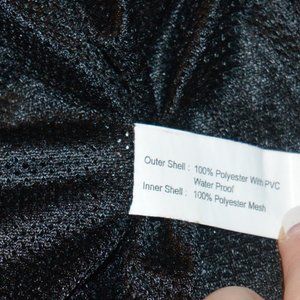 Outer Shell : 100% Polyester With PVC
Water Proof
Inner Shell : 100% Polyester Mesh